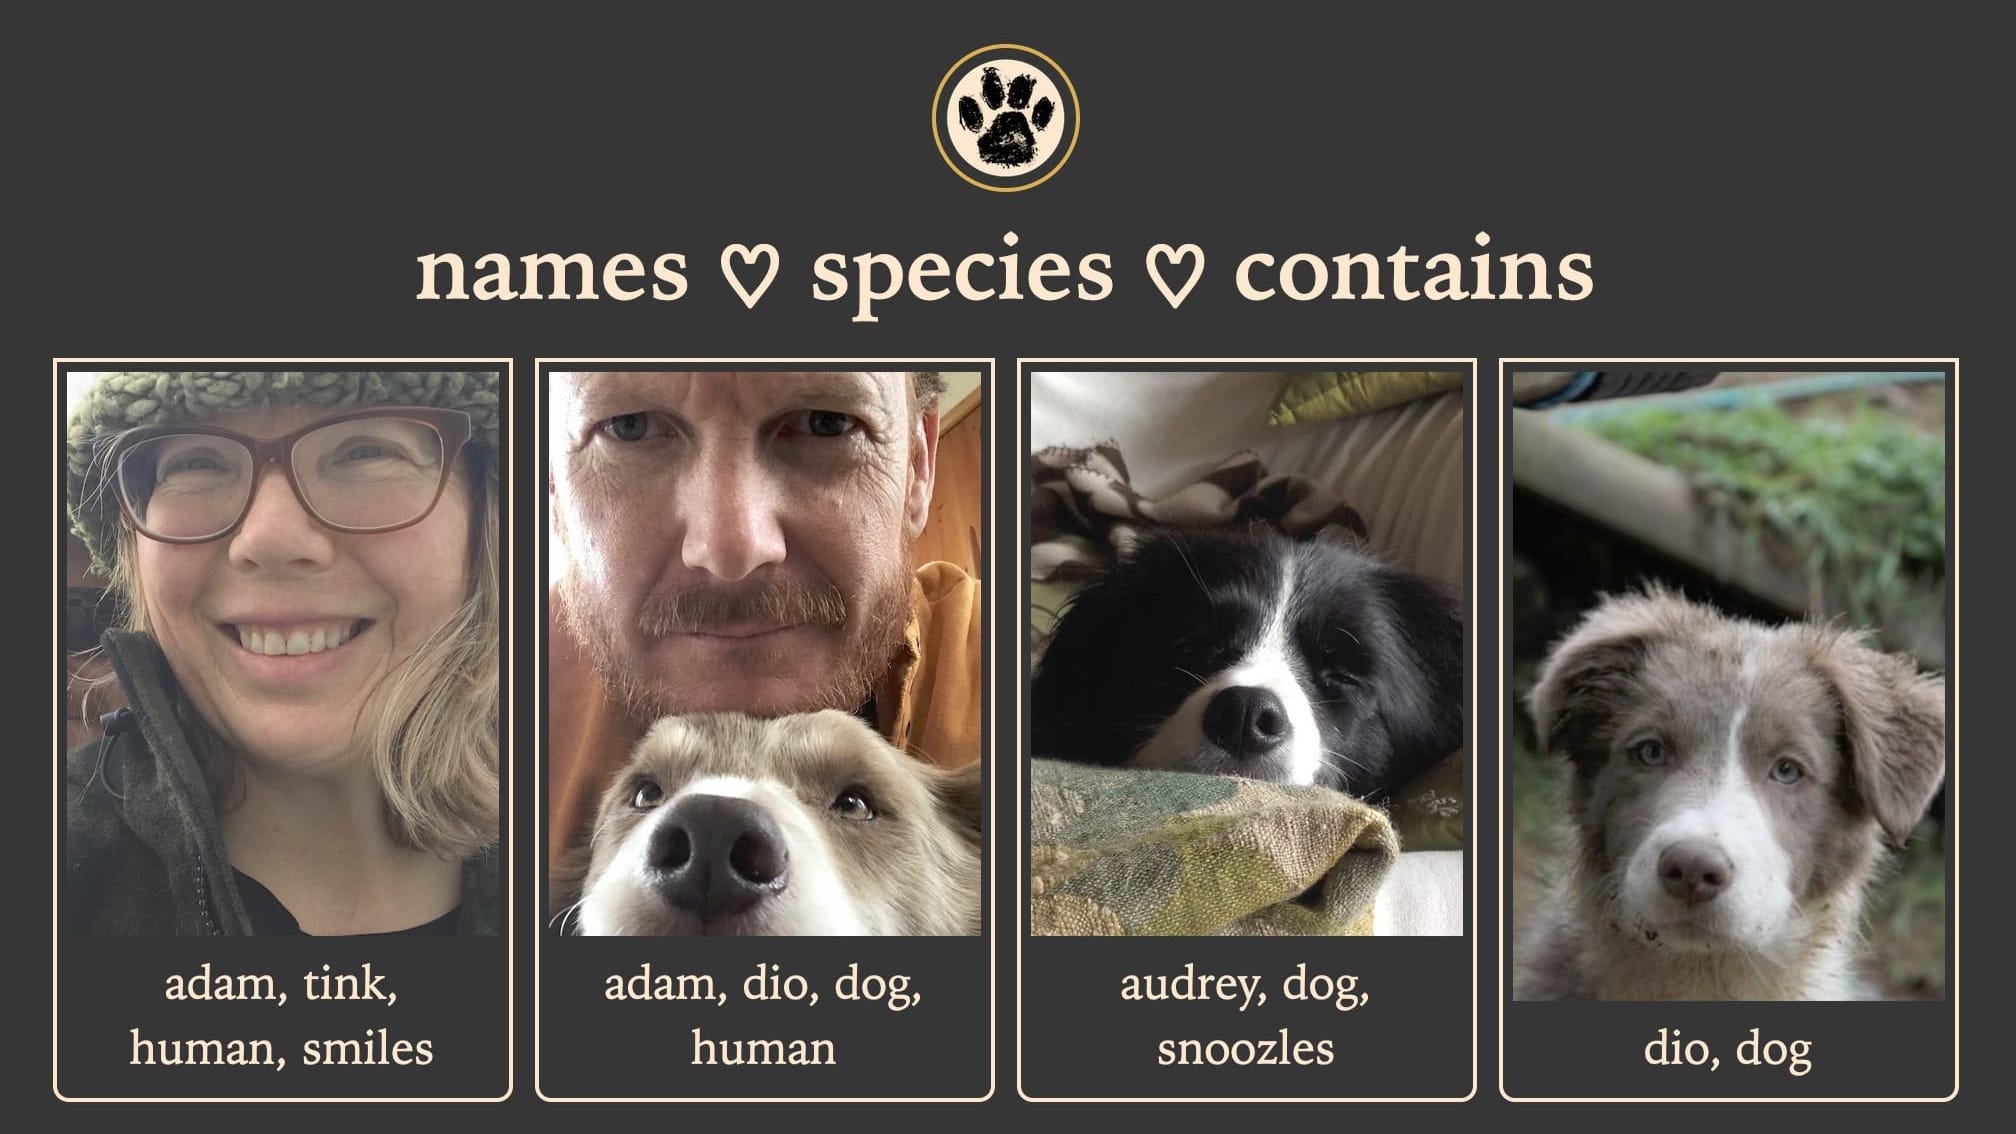 names ♡ species ♡ contains
adam, tink,
human, smiles
adam, dio, dog,
human
audrey, dog,
snoozles
dio, dog